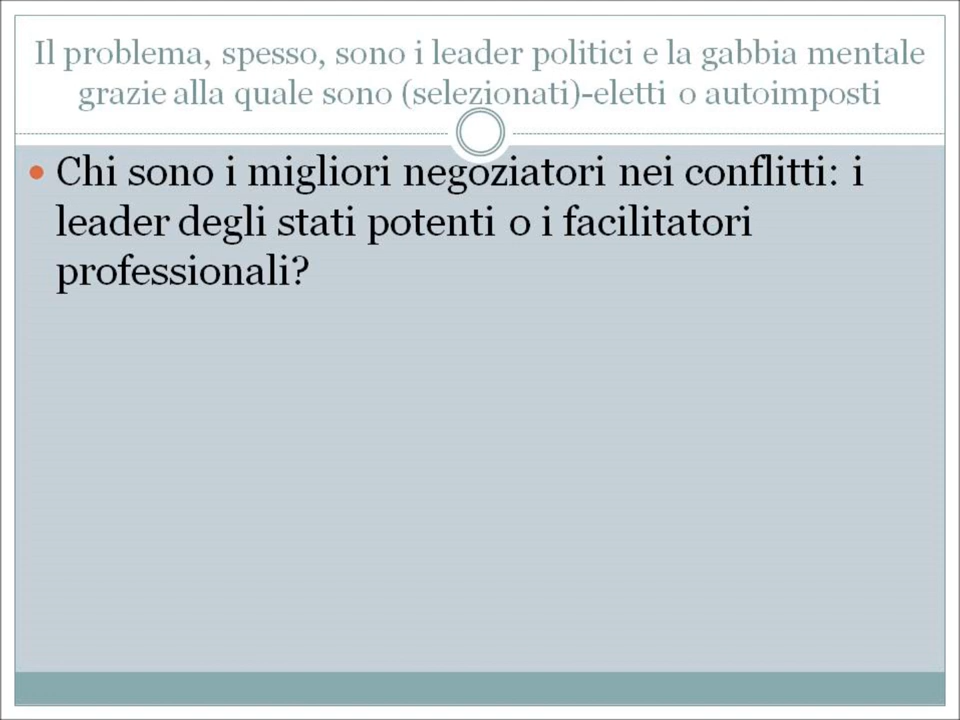 Il problema, spesso, sono i leader politici e la gabbia mentale
grazie alla quale sono (selezionati)-eletti o autoimposti
• Chi sono i migliori negoziatori nei conflitti: i
leader degli stati potenti o i facilitatori
professionali?